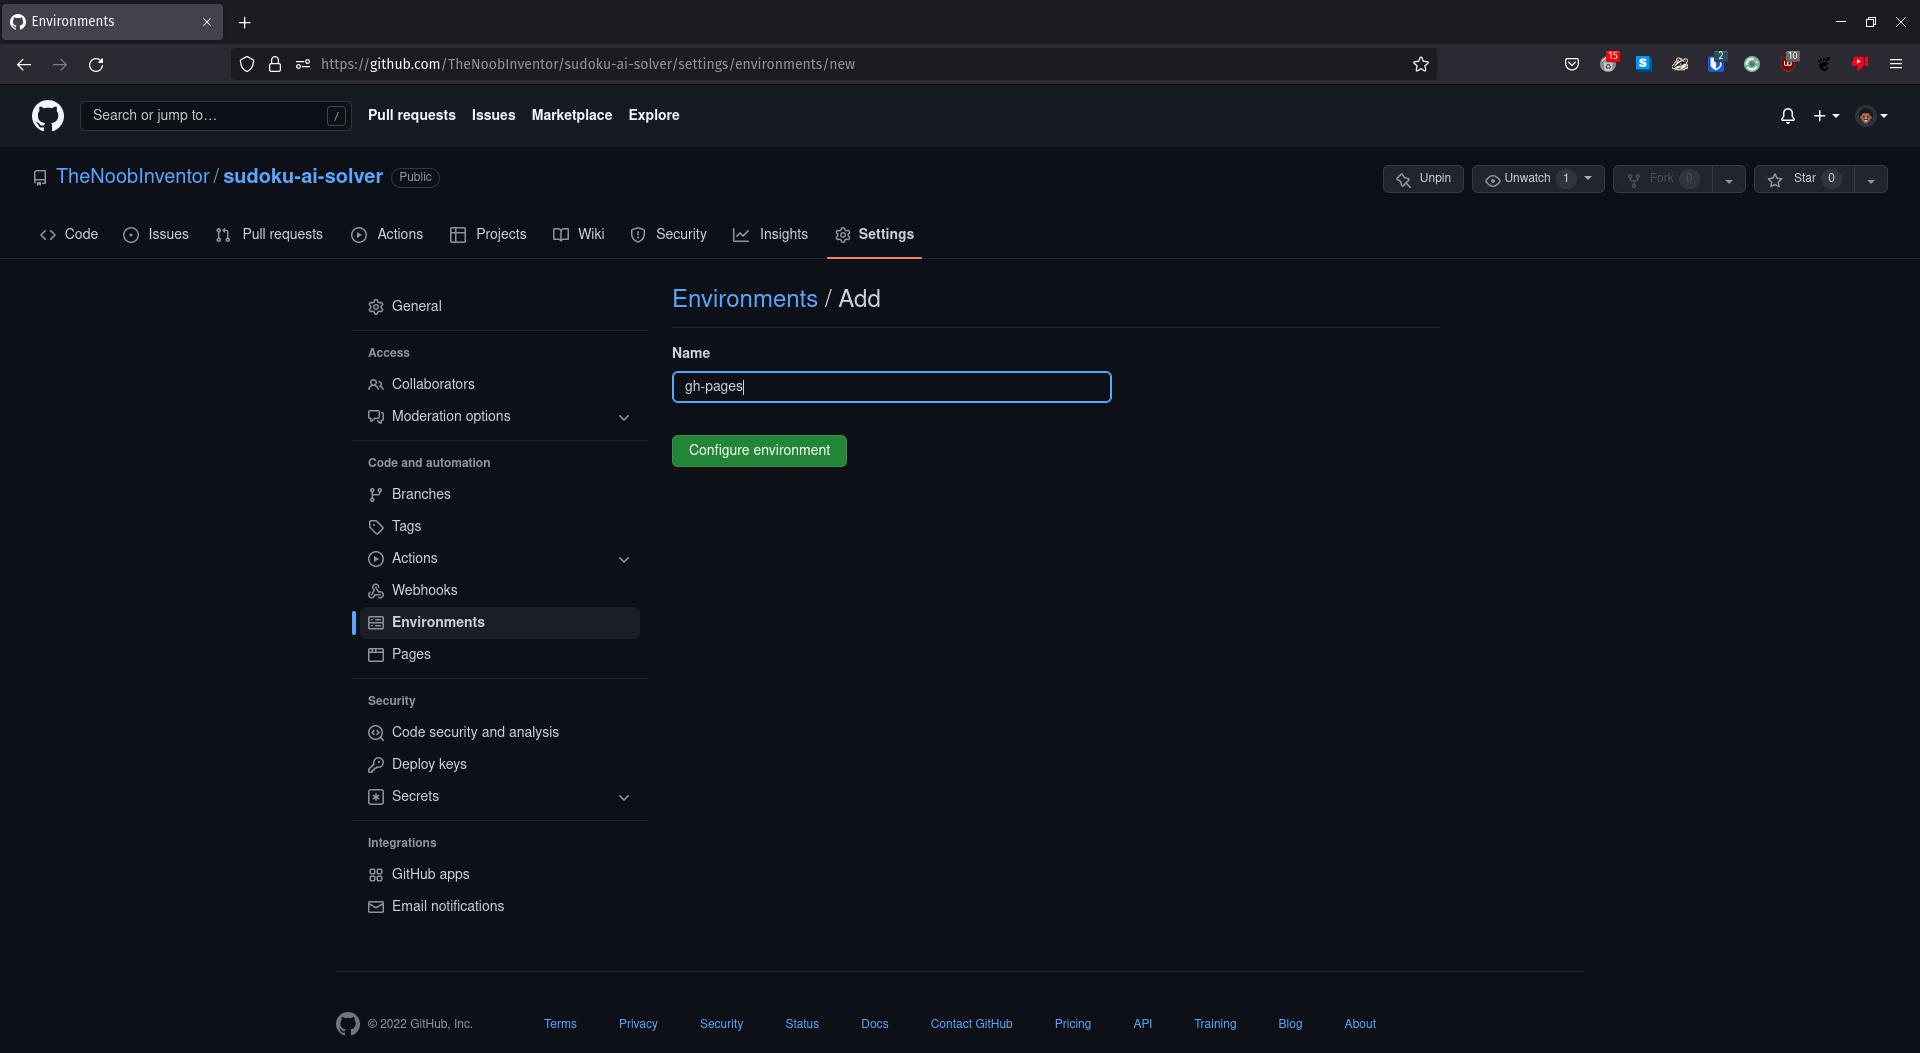 Environments
https://github.com/TheNoobInventor/sudoku-ai-solver/settings/environments/new
15
S
2
10
Search or jump to…
/
Pull requests
Issues
Marketplace
Explore
TheNoobInventor / sudoku-ai-solver
Public
Unpin
Unwatch 1
Fork 0
Star 0
Code
Issues
Pull requests
Actions
Projects
Wiki
Security
Insights
Settings
General
Access
Collaborators
Moderation options
Code and automation
Branches
Tags
Actions
Webhooks
Environments
Pages
Security
Code security and analysis
Deploy keys
Secrets
Integrations
GitHub apps
Email notifications
Environments / Add
Name
gh-pages
Configure environment
© 2022 GitHub, Inc.
Terms
Privacy
Security
Status
Docs
Contact GitHub
Pricing
API
Training
Blog
About